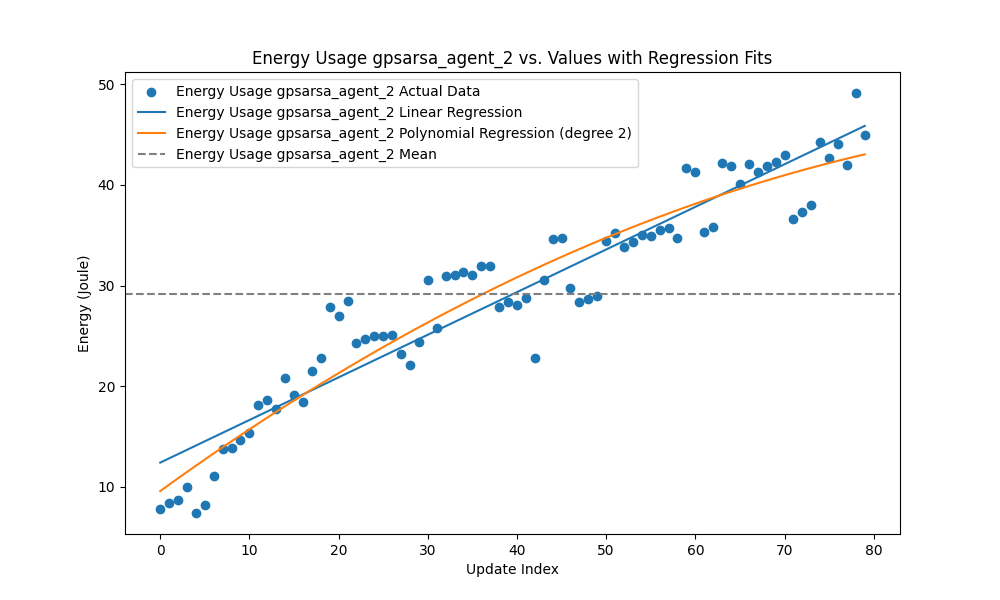 Energy Usage gpsarsa_agent_2 vs. Values with Regression Fits
Energy Usage gpsarsa_agent_2 Actual Data
Energy Usage gpsarsa_agent_2 Linear Regression
Energy Usage gpsarsa_agent_2 Polynomial Regression (degree 2)
Energy Usage gpsarsa_agent_2 Mean
Energy (Joule)
50
40
30
20
10
0 10 20 30 40 50 60 70 80
Update Index